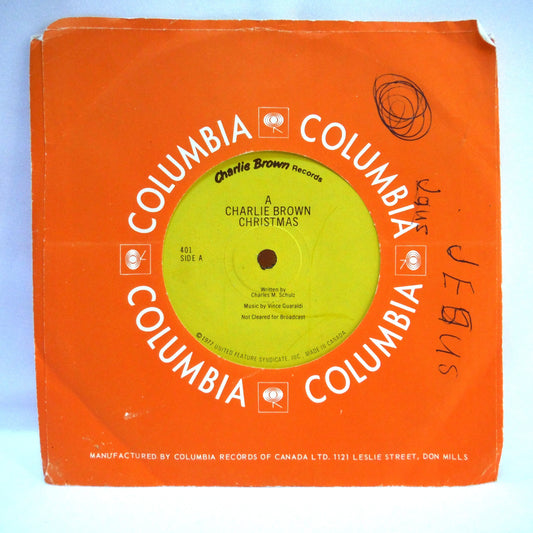 COLUMBIA
COLUMBIA
COLUMBIA
COLUMBIA
Charlie Brown Records
A
CHARLIE BROWN
CHRISTMAS
401
SIDE A
Written by
Charles M. Schulz
Music by Vince Guaraldi
Not Cleared for Broadcast
©1977 UNITED FEATURE SYNDICATE, INC. MADE IN CANADA
MANUFACTURED BY COLUMBIA RECORDS OF CANADA LTD. 1121 LESLIE STREET, DON MILLS